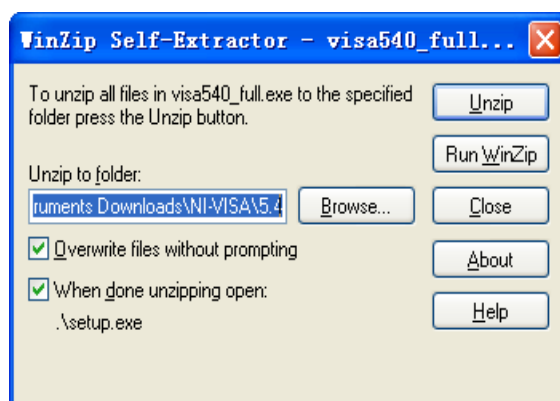 WinZip Self-Extractor - visa540_full...
To unzip all files in visa540_full.exe to the specified
folder press the Unzip button.
Unzip to folder:
ruments Downloads\NI-VISA\5.4
Browse...
Overwrite files without prompting
When done unzipping open:
.\setup.exe
Unzip
Run WinZip
Close
About
Help